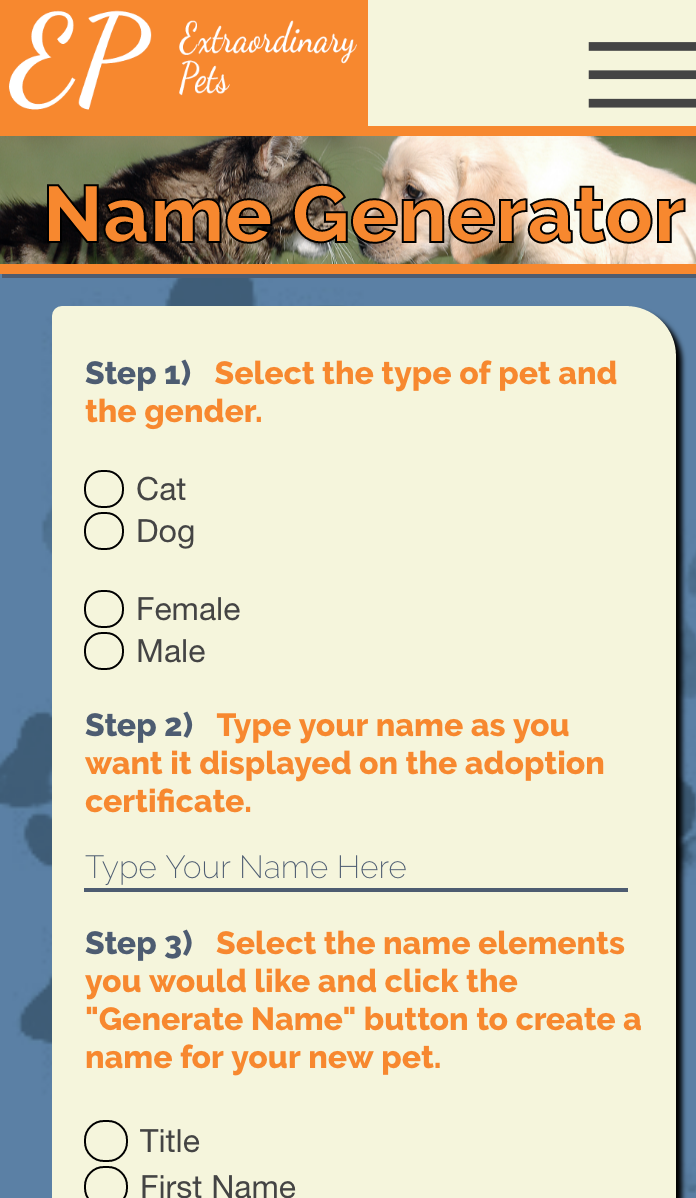 EP
Extraordinary
Pets
Name Generator
Step 1) Select the type of pet and
the gender.
Cat
Dog
Female
Male
Step 2) Type your name as you
want it displayed on the adoption
certificate.
Type Your Name Here
Step 3) Select the name elements
you would like and click the
"Generate Name" button to create a
name for your new pet.
Title
First Name